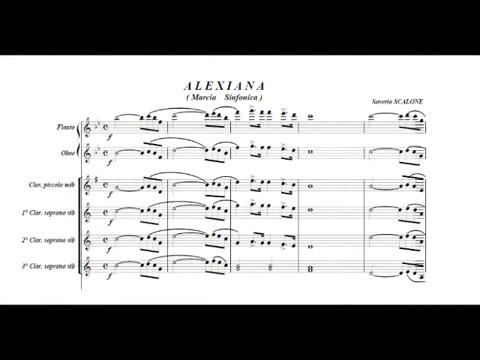 ALEXIANA
( Marcia Sinfonica )
Saverio SCALONE
Flauto
Oboe
Clar. piccolo mib
1° Clar. soprano sib
2° Clar. soprano sib
3° Clar. soprano sib
f
f
f
f
f
f